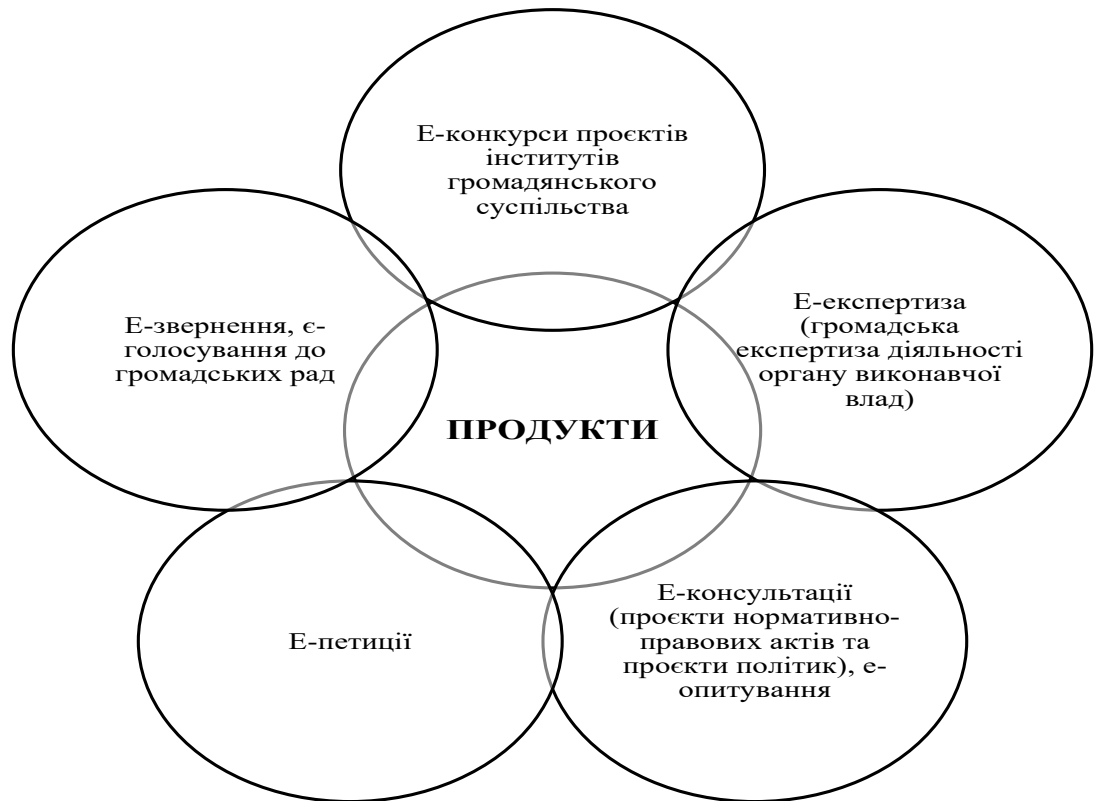 Е-конкурси проєктів
інститутів
громадянського
суспільства
Е-звернення, є-
голосування до
громадських рад
Е-експертиза
(громадська
експертиза діяльності
органу виконавчої
влад)
ПРОДУКТИ
Е-петиції
Е-консультації
(проєкти нормативно-
правових актів та
проєкти політик), е-
опитування